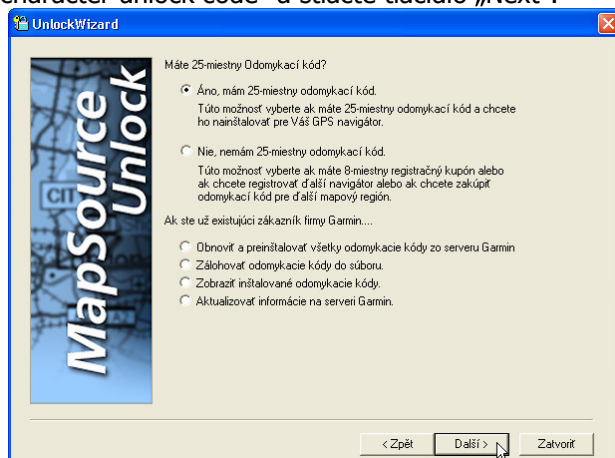 character unlock code“ a stlačte tlačidlo „Next“.
UnlockWizard
MapSource
Unlock
CIT
Máte 25-miestny Odomykací kód?
Áno, mám 25-miestny odomykací kód.
Túto možnosť vyberte ak máte 25-miestny odomykací kód a chcete
ho nainštalovať pre Váš GPS navigátor.
Nie, nemám 25-miestny odomykací kód.
Túto možnosť vyberte ak máte 8-miestny registračný kupón alebo
ak chcete registrovať ďalší navigátor alebo ak chcete zakúpiť
odomykací kód pre ďalší mapový región.
Ak ste už existujúci zákazník firmy Garmin....
Obnoviť a preinštalovať všetky odomykacie kódy zo serveru Garmin
Zálohovať odomykacie kódy do súboru.
Zobraziť inštalované odomykacie kódy.
Aktualizovať informácie na serveri Garmin.
< Zpět
Další >
Zatvoriť